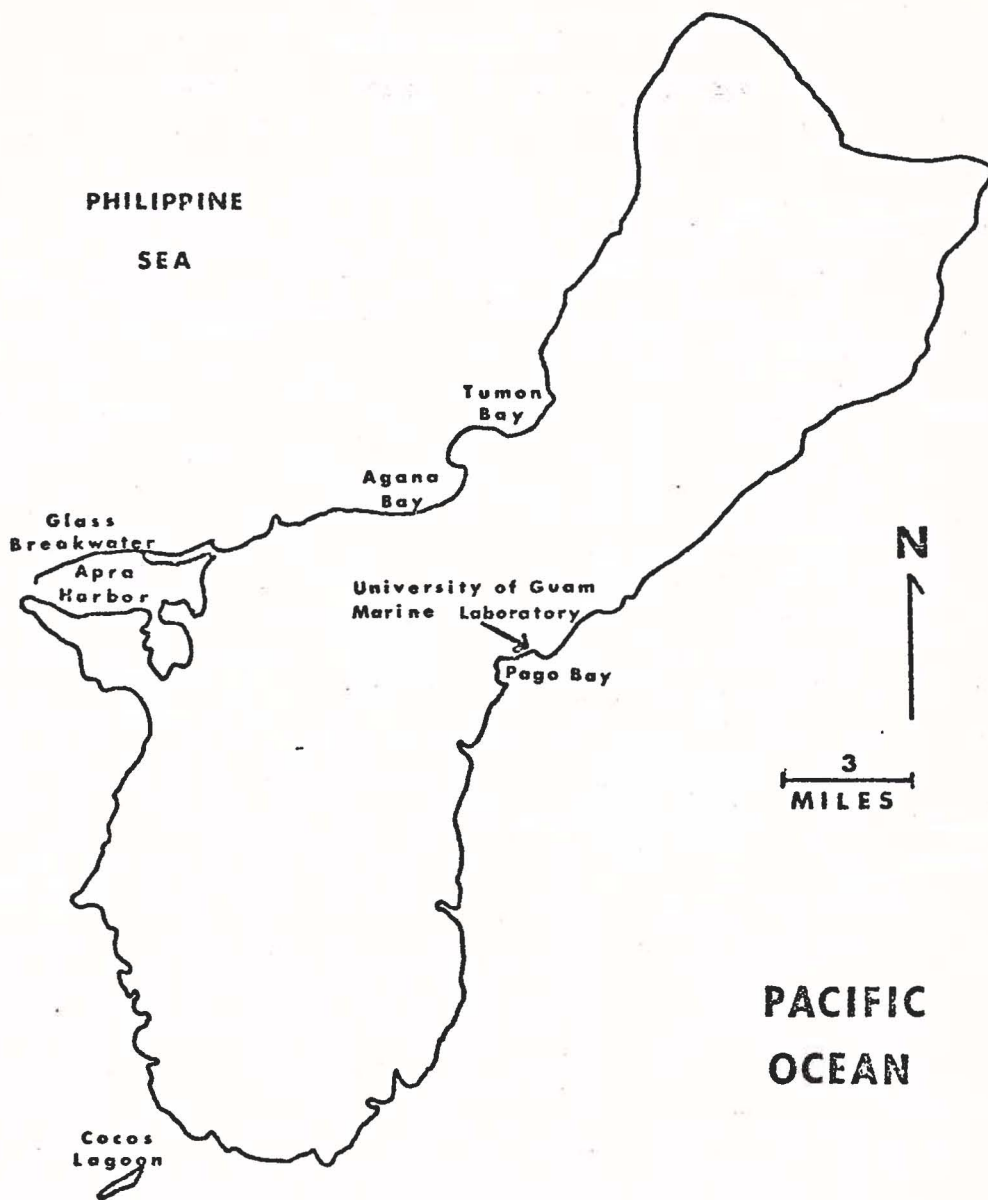 PHILIPPINE
SEA
Tumon
Bay
Agana
Bay
Glass
Breakwater
Apra
Harbor
N
University of Guam
Marine Laboratory
Pago Bay
3
MILES
PACIFIC
OCEAN
Cocos
Lagoon